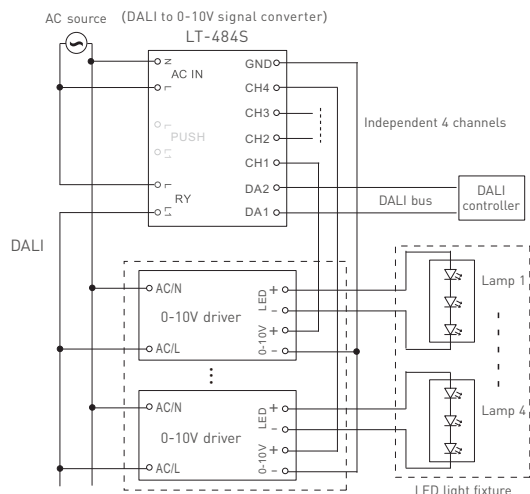 AC source
(DALI to 0-10V signal converter)
LT-484S
N
AC IN
L
PUSH
L
RY
L1
GND
CH4
CH3
CH2
CH1
DA2
DA1
Independent 4 channels
DALI bus
DALI
controller
DALI
AC/N
0-10V driver
AC/L
LED
+
-
0-10V
+
-
AC/N
0-10V driver
AC/L
LED
+
-
0-10V
+
-
Lamp 1
Lamp 4
LED light fixture